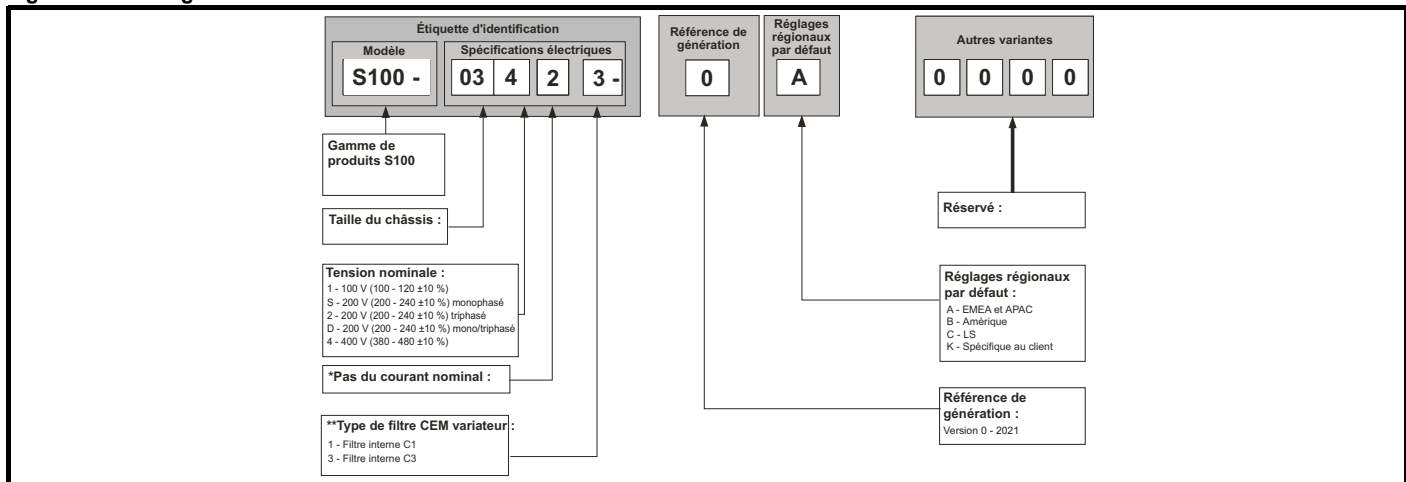 Étiquette d'identification
Modèle
Spécifications électriques
S100 -
03 4 2 3 -
Référence de
génération
0
Réglages
régionaux
par défaut
A
Autres variantes
0 0 0 0
Gamme de
produits S100
Taille du châssis :
Tension nominale :
1 - 100 V (100 - 120 ±10 %)
S - 200 V (200 - 240 ±10 %) monophasé
2 - 200 V (200 - 240 ±10 %) triphasé
D - 200 V (200 - 240 ±10 %) mono/triphasé
4 - 400 V (380 - 480 ±10 %)
*Pas du courant nominal :
**Type de filtre CEM variateur :
1 - Filtre interne C1
3 - Filtre interne C3
Réservé :
Réglages régionaux
par défaut :
A - EMEA et APAC
B - Amérique
C - LS
K - Spécifique au client
Référence de
génération :
Version 0 - 2021